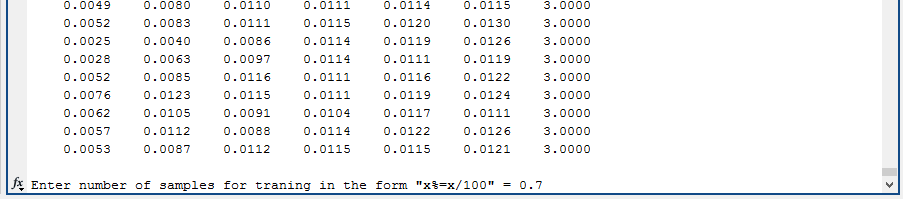 0.0049 0.0080 0.0110 0.0111 0.0114 0.0115 3.0000
0.0052 0.0083 0.0111 0.0115 0.0120 0.0130 3.0000
0.0025 0.0040 0.0086 0.0114 0.0119 0.0126 3.0000
0.0028 0.0063 0.0097 0.0114 0.0111 0.0119 3.0000
0.0052 0.0085 0.0116 0.0111 0.0116 0.0122 3.0000
0.0076 0.0123 0.0115 0.0111 0.0119 0.0124 3.0000
0.0062 0.0105 0.0091 0.0104 0.0117 0.0111 3.0000
0.0057 0.0112 0.0088 0.0114 0.0122 0.0126 3.0000
0.0053 0.0087 0.0112 0.0115 0.0115 0.0121 3.0000
fx Enter number of samples for traning in the form "x%=x/100" = 0.7